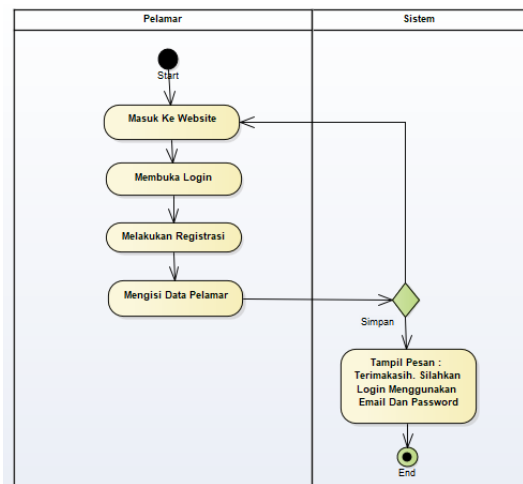 Pelamar
Sistem
Start
Masuk Ke Website
Membuka Login
Melakukan Registrasi
Mengisi Data Pelamar
Simpan
Tampil Pesan :
Terimakasih. Silahkan
Login Menggunakan
Email Dan Password
End